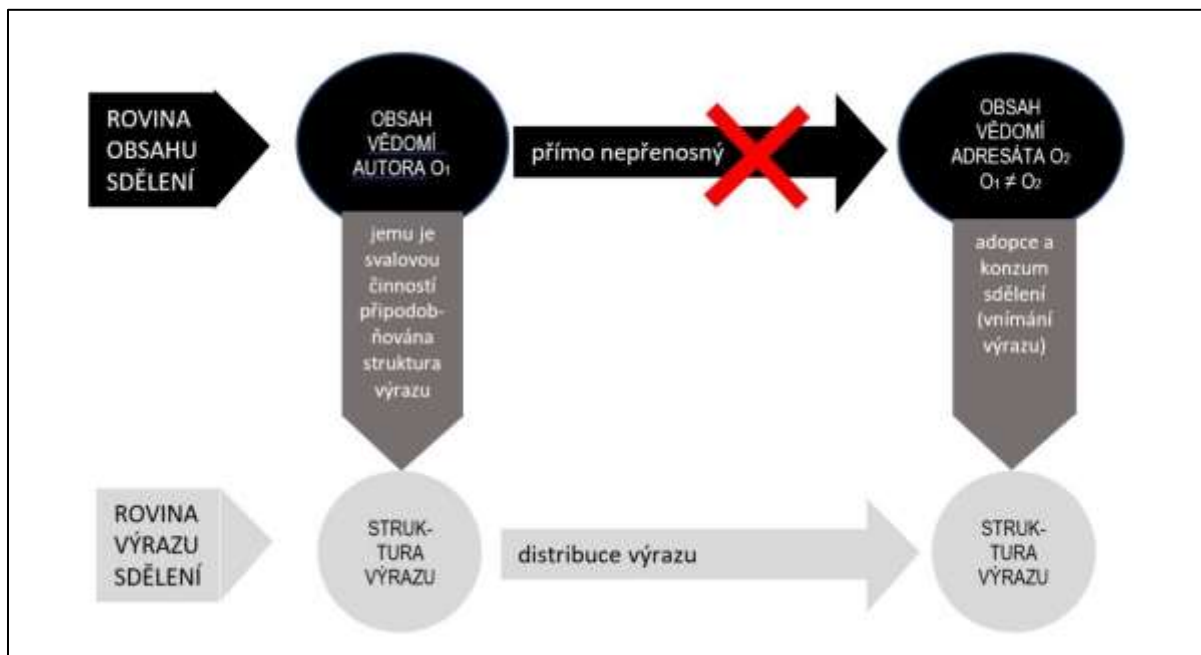 ROVINA
OBSAHU
SDĚLENÍ
OBSAH
VĚDOMÍ
AUTORA O₁
přímo nepřenosný
OBSAH
VĚDOMÍ
ADRESÁTA O₂
O₁ ≠ O₂
jemu je
svalovou
činností
připodob-
ňována
struktura
výrazu
adopce a
konzum
sdělení
(vnímání
výrazu)
ROVINA
VÝRAZU
SDĚLENÍ
STRUK-
TURA
VÝRAZU
distribuce výrazu
STRUK-
TURA
VÝRAZU